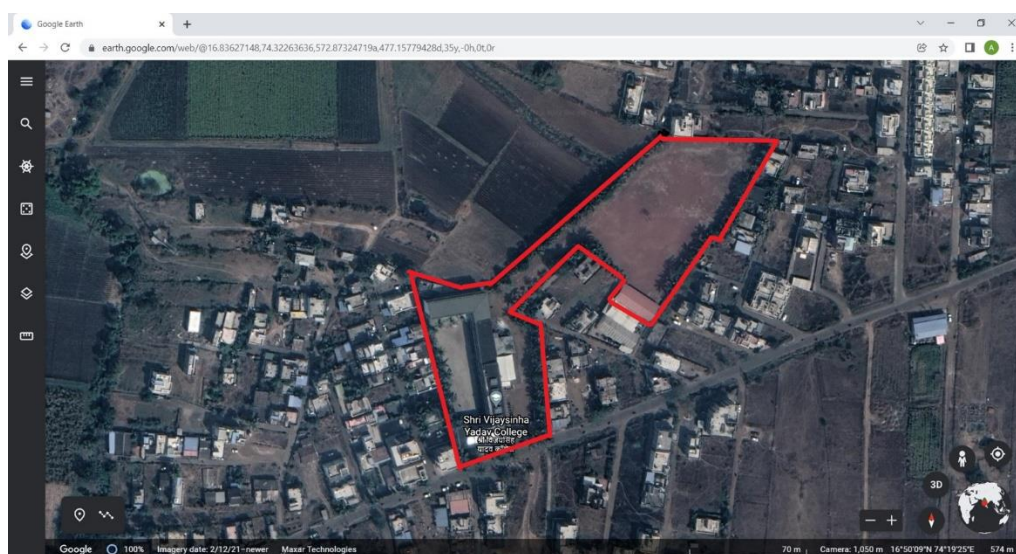 Google Earth
earth.google.com/web/@16.83627148,74.32263636,572.87324719a,477.15779428d,35y,-0h,0t,0r
A
Shri Vijaysinha
Yadav College
यादव कॉलेज
3D
Google 100% Imagery date: 2/12/21-newer Maxar Technologies 70 m Camera: 1,050 m 16°50'09"N 74°19'25"E 574 m